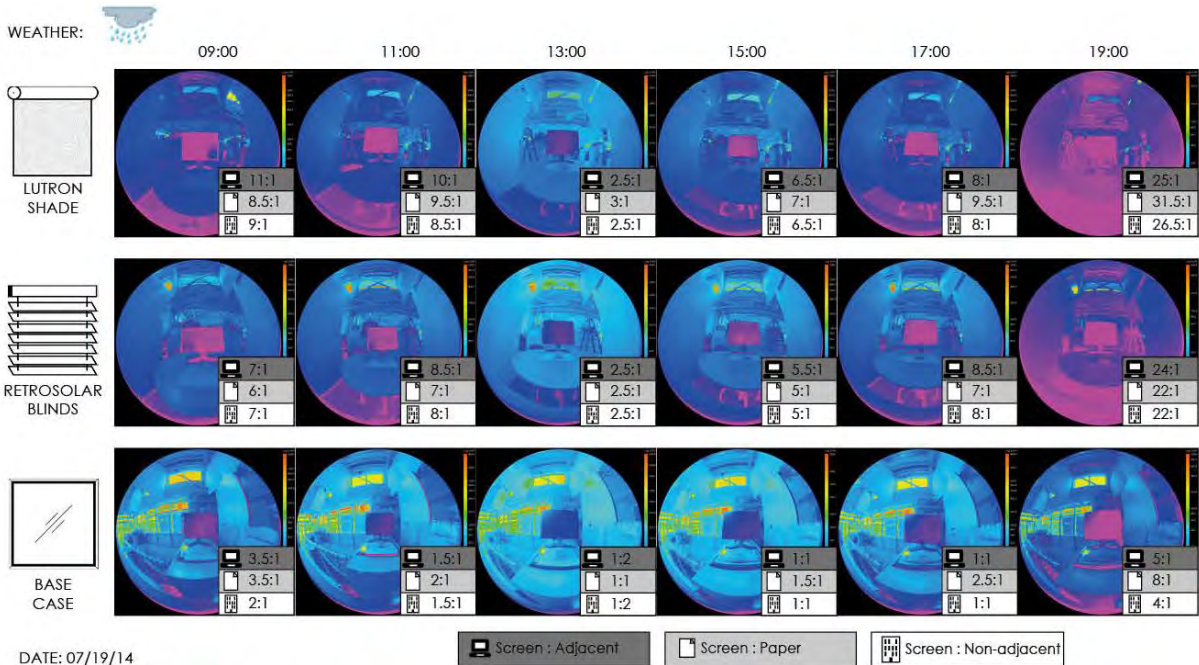 WEATHER:
09:00 11:00 13:00 15:00 17:00 19:00
LUTRON
SHADE
11:1 10:1 2.5:1 6.5:1 8:1 25:1
8.5:1 9.5:1 3:1 7:1 9.5:1 31.5:1
9:1 8.5:1 2.5:1 6.5:1 8:1 26.5:1
RETROSOLAR
BLINDS
7:1 8.5:1 2.5:1 5.5:1 8.5:1 24:1
6:1 7:1 2.5:1 5:1 7:1 22:1
7:1 8:1 2.5:1 5:1 8:1 22:1
BASE
CASE
3.5:1 1.5:1 1:2 1:1 1:1 5:1
3.5:1 2:1 1:1 1.5:1 2.5:1 8:1
2:1 1.5:1 1:2 1:1 1:1 4:1
DATE: 07/19/14
Screen : Adjacent Screen : Paper Screen : Non-adjacent